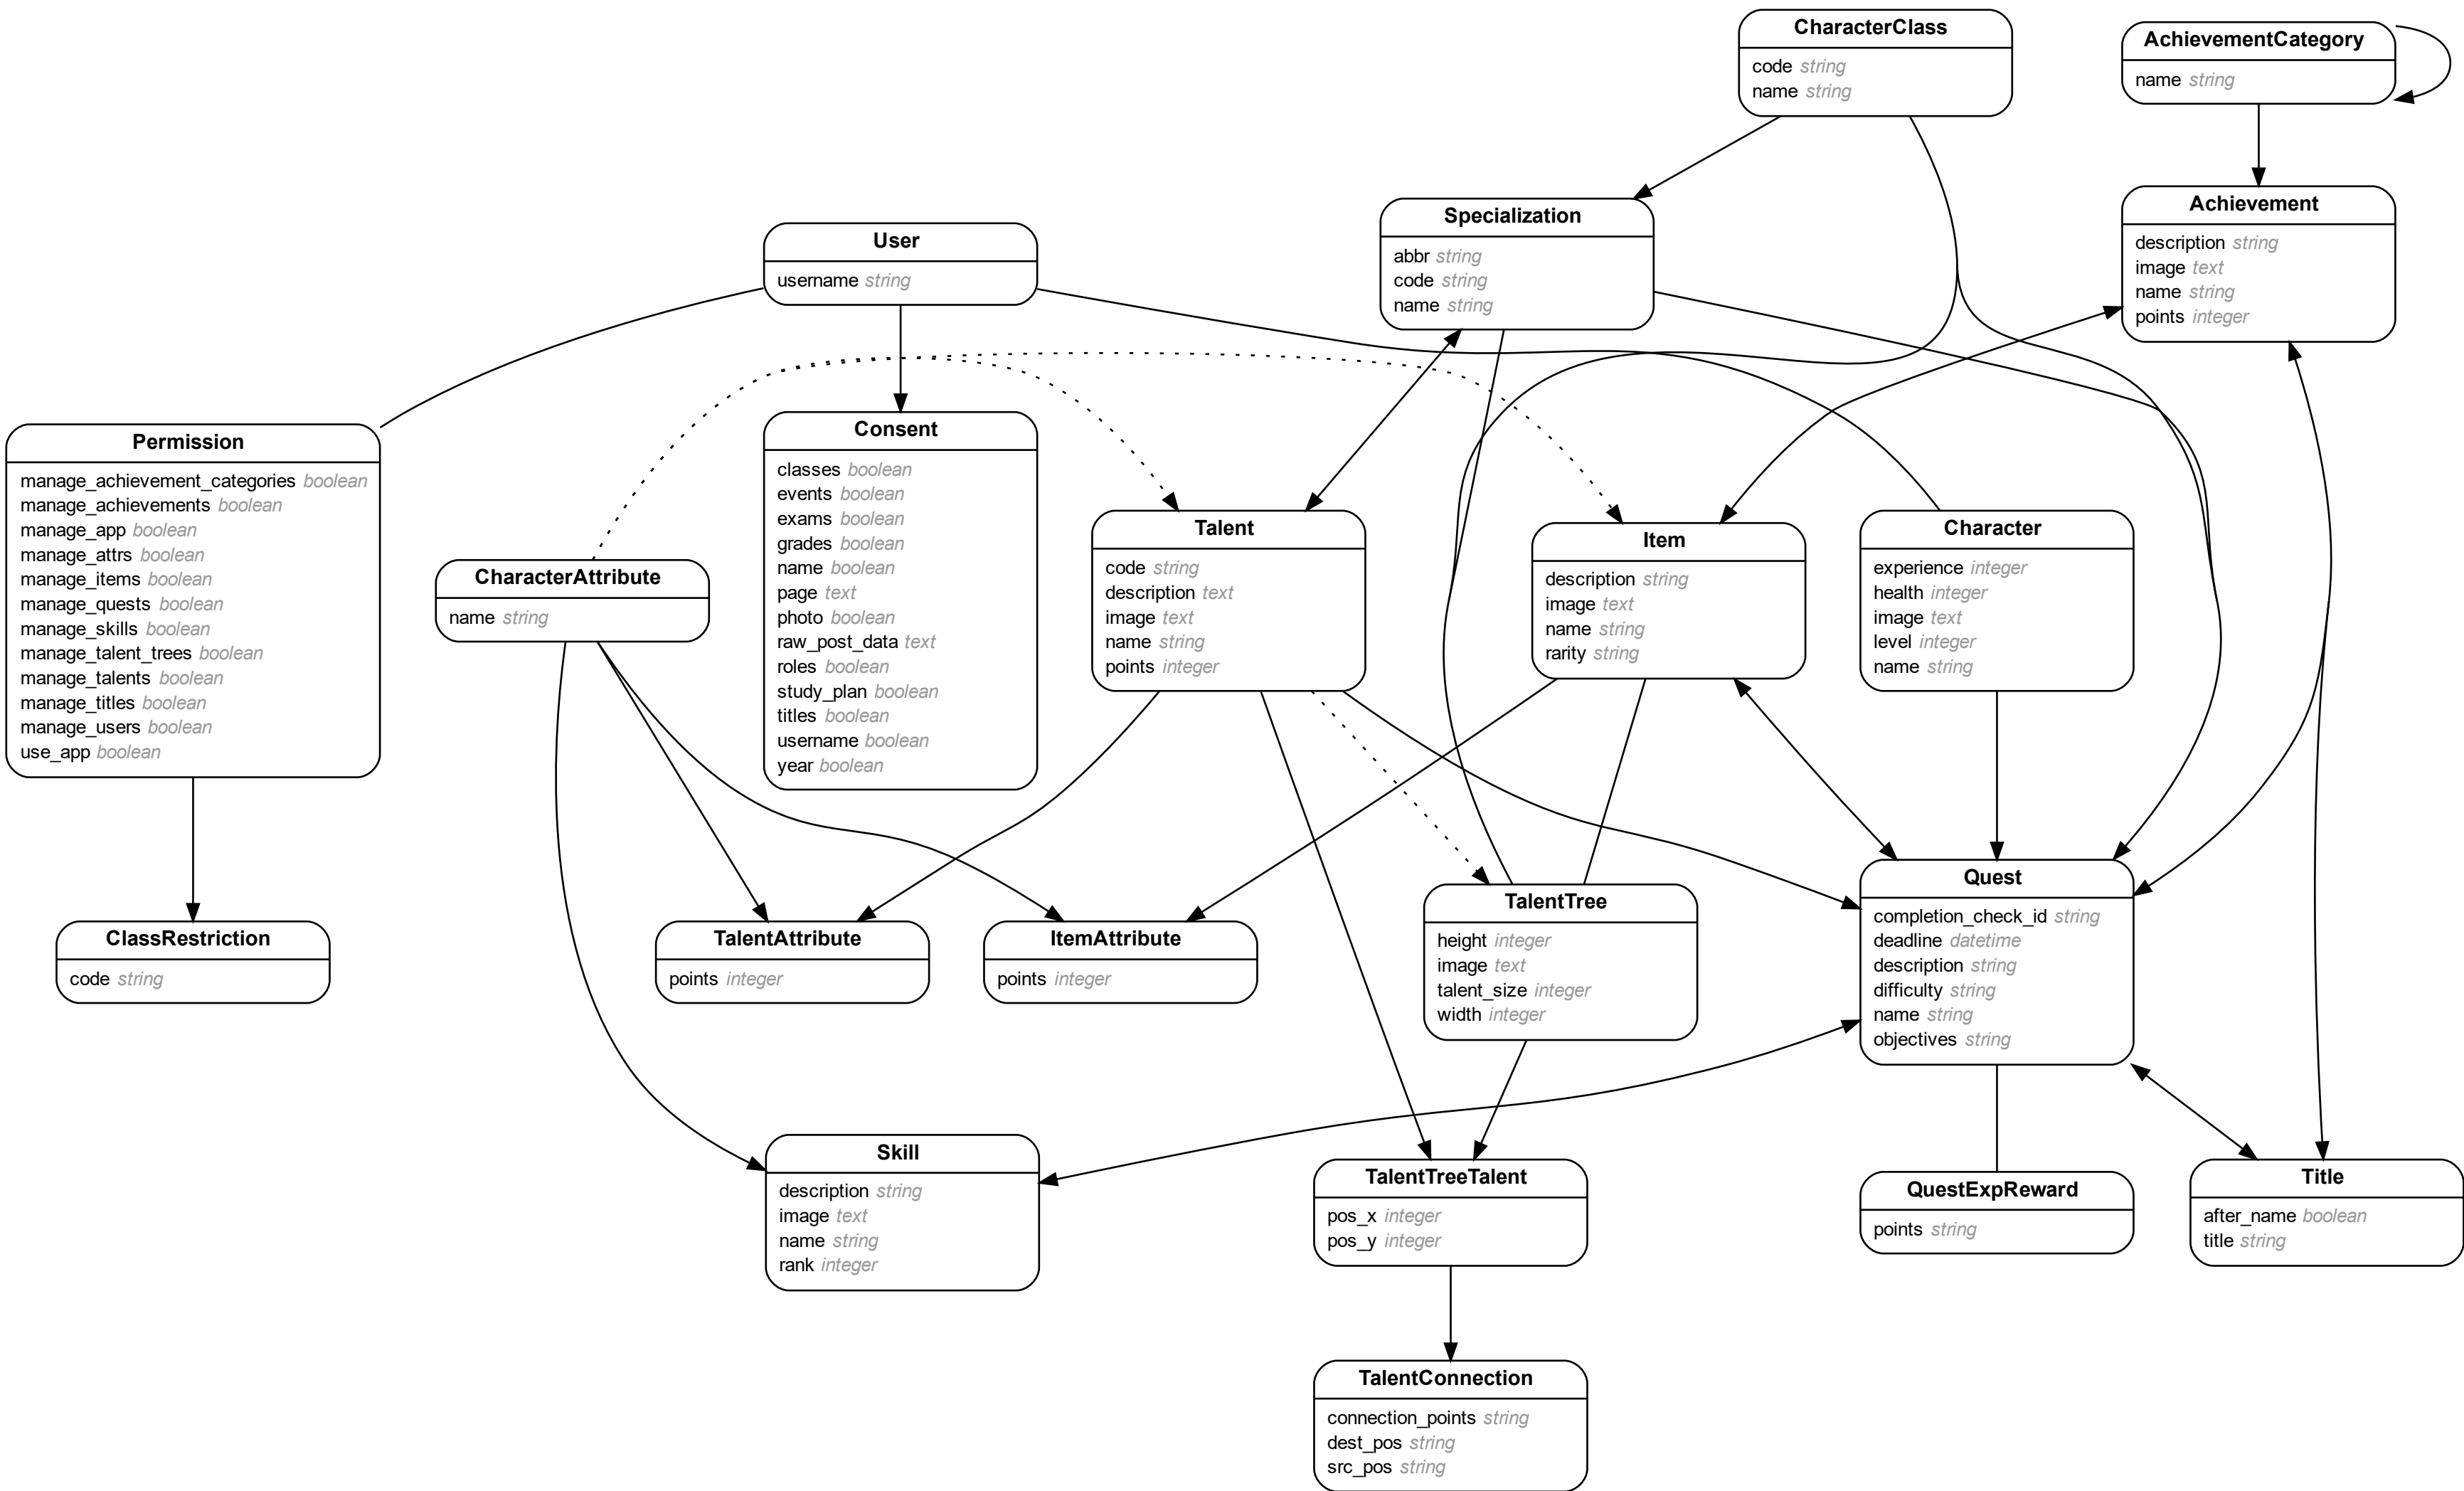 CharacterClass
code string
name string
AchievementCategory
name string
Achievement
description string
image text
name string
points integer
Specialization
abbr string
code string
name string
User
username string
Permission
manage_achievement_categories boolean
manage_achievements boolean
manage_app boolean
manage_attrs boolean
manage_items boolean
manage_quests boolean
manage_skills boolean
manage_talent_trees boolean
manage_talents boolean
manage_titles boolean
manage_users boolean
use_app boolean
CharacterAttribute
name string
Consent
classes boolean
events boolean
exams boolean
grades boolean
name boolean
page text
photo boolean
raw_post_data text
roles boolean
study_plan boolean
titles boolean
username boolean
year boolean
Talent
code string
description text
image text
name string
points integer
Item
description string
image text
name string
rarity string
Character
experience integer
health integer
image text
level integer
name string
ClassRestriction
code string
TalentAttribute
points integer
ItemAttribute
points integer
TalentTree
height integer
image text
talent_size integer
width integer
Quest
completion_check_id string
deadline datetime
description string
difficulty string
name string
objectives string
Skill
description string
image text
name string
rank integer
TalentTreeTalent
pos_x integer
pos_y integer
QuestExpReward
points string
Title
after_name boolean
title string
TalentConnection
connection_points string
dest_pos string
src_pos string